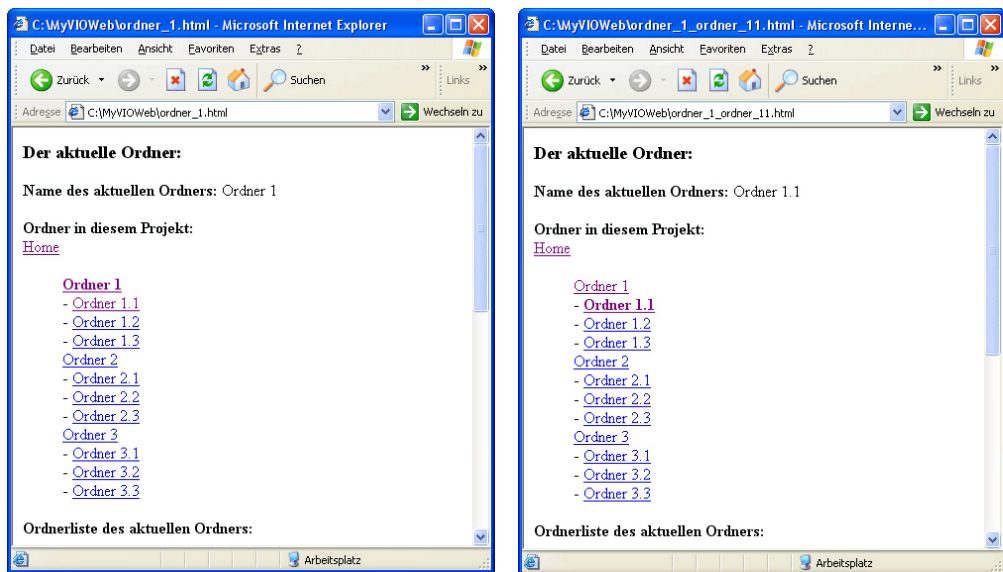 C:\MyVIOWeb\ordner_1.html - Microsoft Internet Explorer
Datei Bearbeiten Ansicht Favoriten Extras ?
Zurück Suchen » Links »
Adresse C:\MyVIOWeb\ordner_1.html Wechseln zu
Der aktuelle Ordner:
Name des aktuellen Ordners: Ordner 1
Ordner in diesem Projekt:
Home
Ordner 1
- Ordner 1.1
- Ordner 1.2
- Ordner 1.3
Ordner 2
- Ordner 2.1
- Ordner 2.2
- Ordner 2.3
Ordner 3
- Ordner 3.1
- Ordner 3.2
- Ordner 3.3
Ordnerliste des aktuellen Ordners:
Arbeitsplatz
C:\MyVIOWeb\ordner_1_ordner_11.html - Microsoft Interne...
Datei Bearbeiten Ansicht Favoriten Extras ?
Zurück Suchen » Links »
Adresse C:\MyVIOWeb\ordner_1_ordner_11.html Wechseln zu
Der aktuelle Ordner:
Name des aktuellen Ordners: Ordner 1.1
Ordner in diesem Projekt:
Home
Ordner 1
- Ordner 1.1
- Ordner 1.2
- Ordner 1.3
Ordner 2
- Ordner 2.1
- Ordner 2.2
- Ordner 2.3
Ordner 3
- Ordner 3.1
- Ordner 3.2
- Ordner 3.3
Ordnerliste des aktuellen Ordners:
Arbeitsplatz